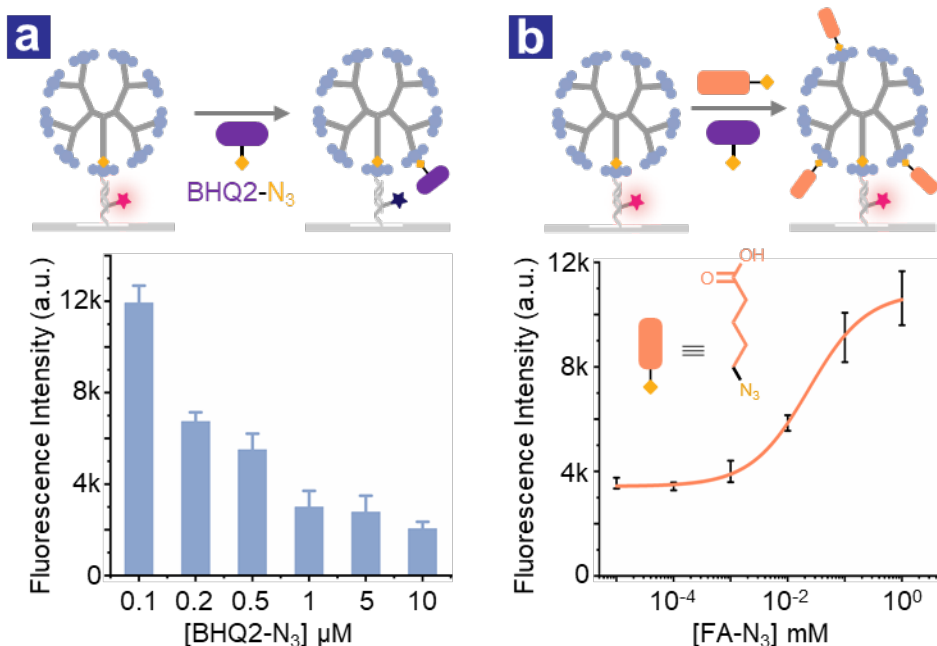 a
BHQ2-N₃
Fluorescence Intensity (a.u.)
12k
8k
4k
0
0.1 0.2 0.5 1 5 10
[BHQ2-N₃] µM
b
OH
O
N₃
Fluorescence Intensity (a.u.)
12k
8k
4k
0
10⁻⁴ 10⁻² 10⁰
[FA-N₃] mM